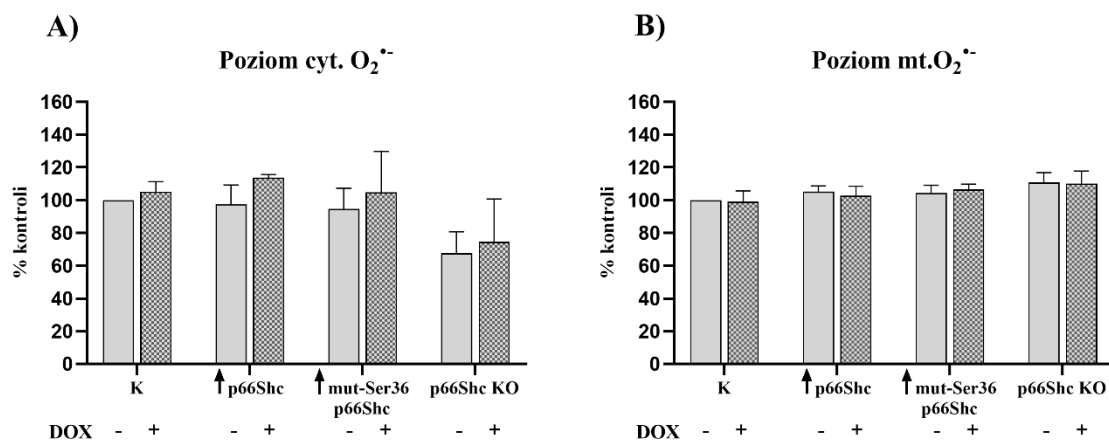 A)
Poziom cyt. O₂•-
% kontroli
160
140
120
100
80
60
40
20
0
K
p66Shc
mut-Ser36
p66Shc
p66Shc KO
DOX - + - + - + - +
B)
Poziom mt.O₂•-
% kontroli
160
140
120
100
80
60
40
20
0
K
p66Shc
mut-Ser36
p66Shc
p66Shc KO
DOX - + - + - + - +